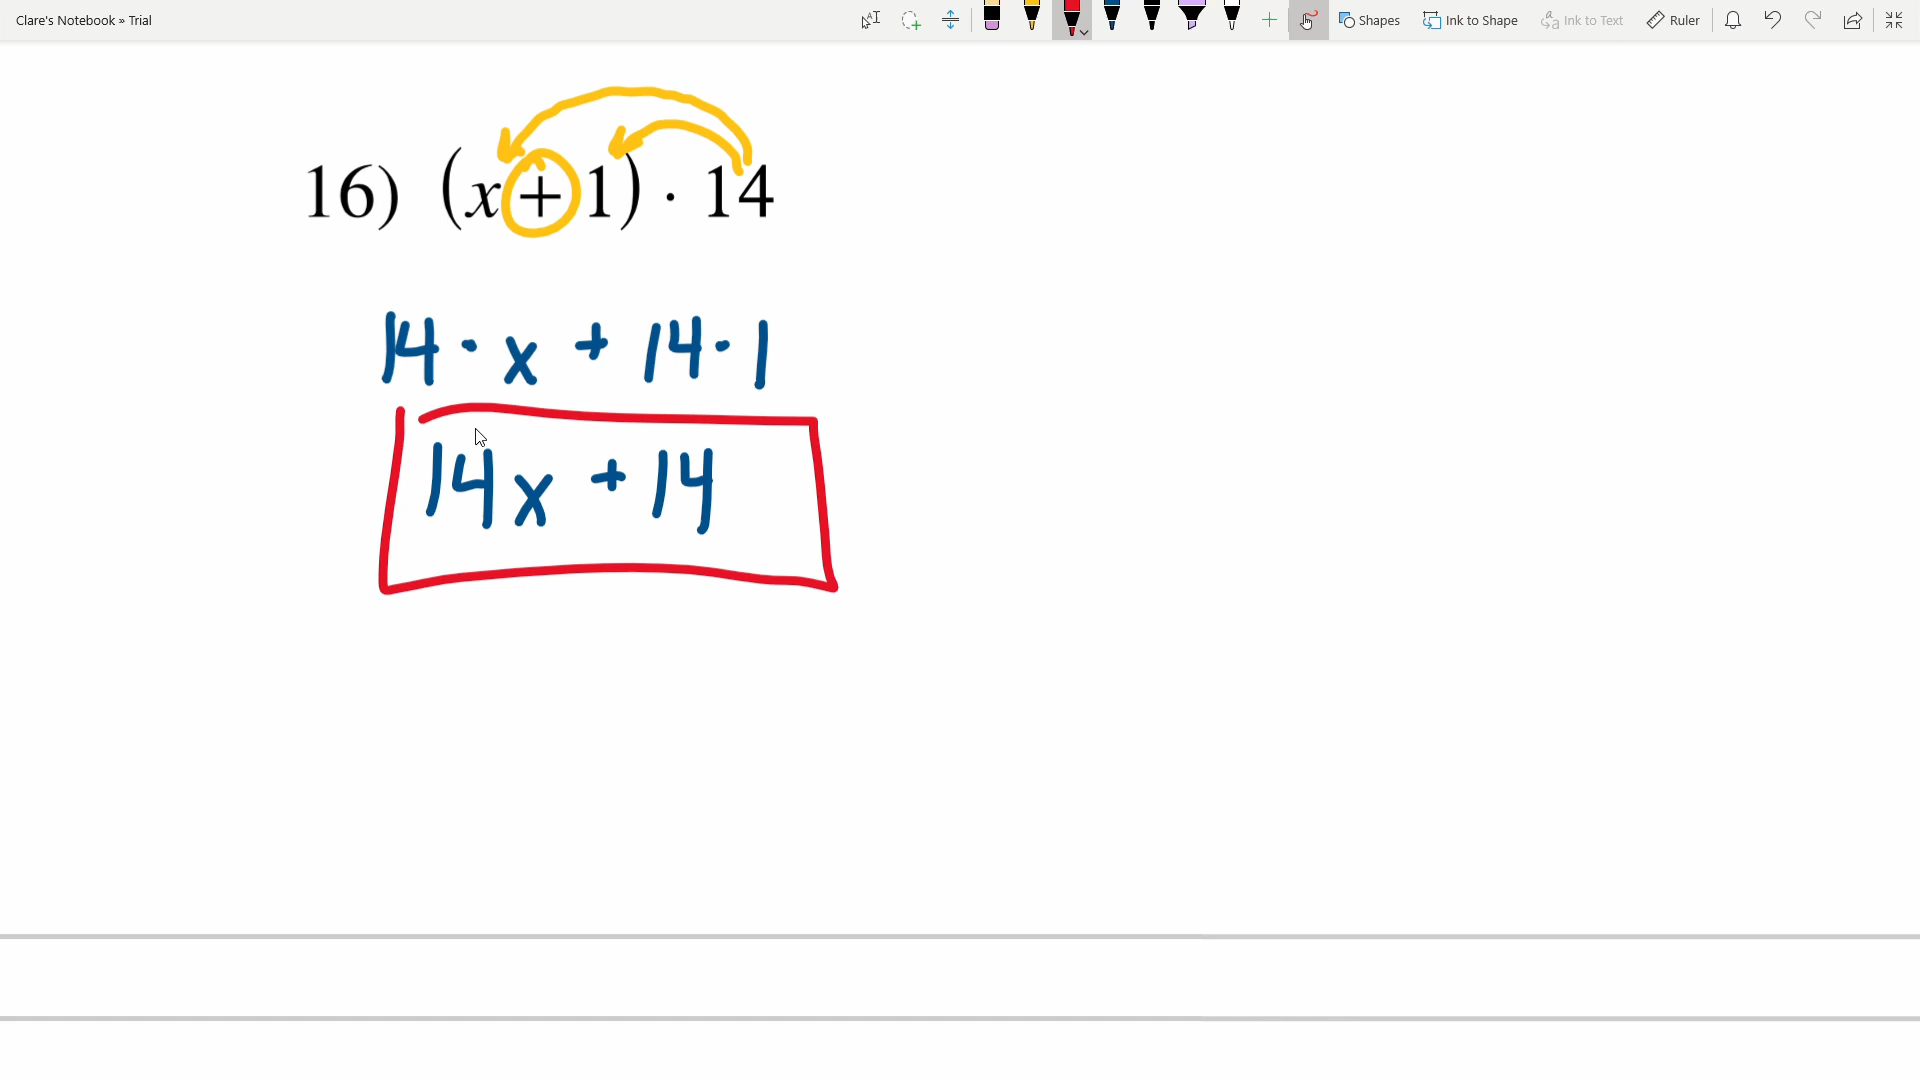 Clare's Notebook » Trial
Shapes Ink to Shape Ink to Text Ruler
16) (x + 1) · 14
14 · x + 14 · 1
14x + 14